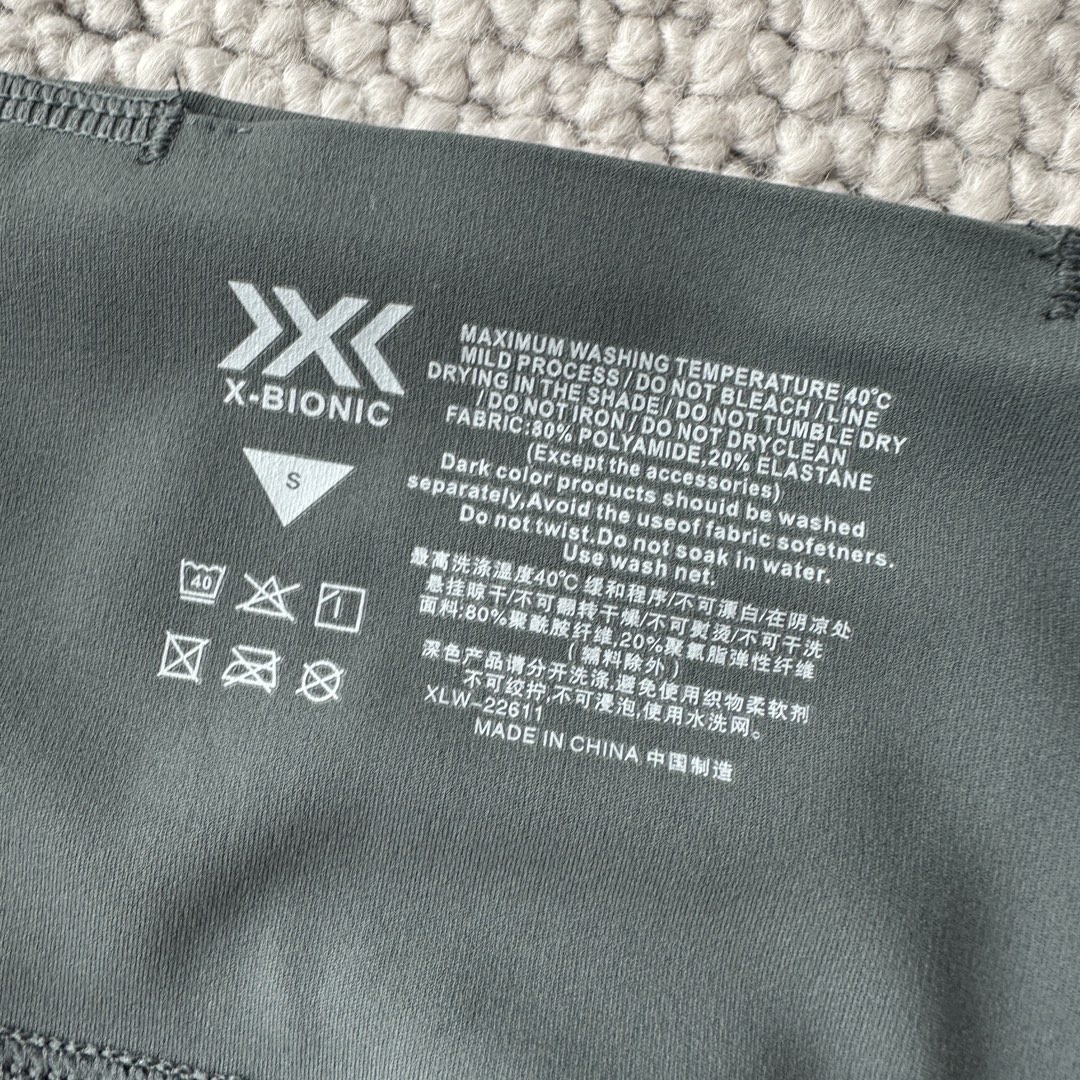 X-BIONIC
S
40
MAXIMUM WASHING TEMPERATURE 40°C
MILD PROCESS / DO NOT BLEACH / LINE
DRYING IN THE SHADE / DO NOT TUMBLE DRY
/ DO NOT IRON / DO NOT DRYCLEAN
FABRIC:80% POLYAMIDE,20% ELASTANE
(Except the accessories)
Dark color products should be washed
separately,Avoid the useof fabric sofetners.
Do not twist.Do not soak in water.
Use wash net.
最高洗涤温度40℃ 缓和程序/不可漂白/在阴凉处
悬挂晾干/不可翻转干燥/不可熨烫/不可干洗
面料:80%聚酰胺纤维,20%聚氨脂弹性纤维
(辅料除外)
深色产品请分开洗涤,避免使用织物柔软剂
不可绞拧,不可浸泡,使用水洗网。
XLW-22611
MADE IN CHINA 中国制造